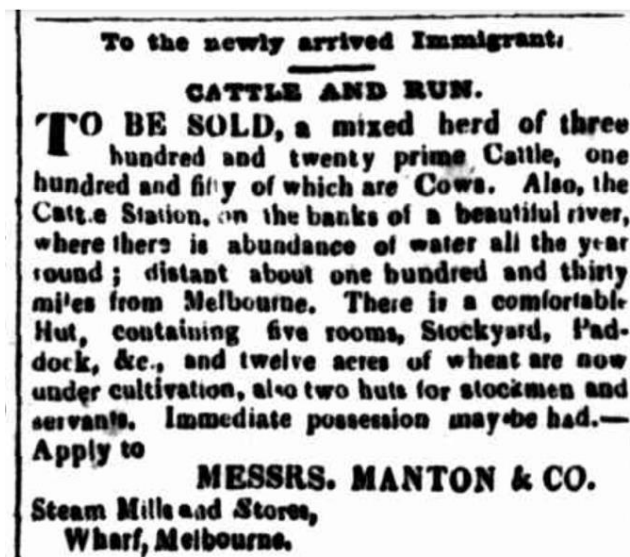 To the newly arrived Immigrant.
CATTLE AND RUN.
TO BE SOLD, a mixed herd of three
hundred and twenty prime Cattle, one
hundred and fifty of which are Cows. Also, the
Cattle Station, on the banks of a beautiful river,
where there is abundance of water all the year
round; distant about one hundred and thirty
miles from Melbourne. There is a comfortable
Hut, containing five rooms, Stockyard, Pad-
dock, &c., and twelve acres of wheat are now
under cultivation, also two huts for stockmen and
servants. Immediate possession may be had.—
Apply to
MESSRS. MANTON & CO.
Steam Mills and Stores,
Wharf, Melbourne.